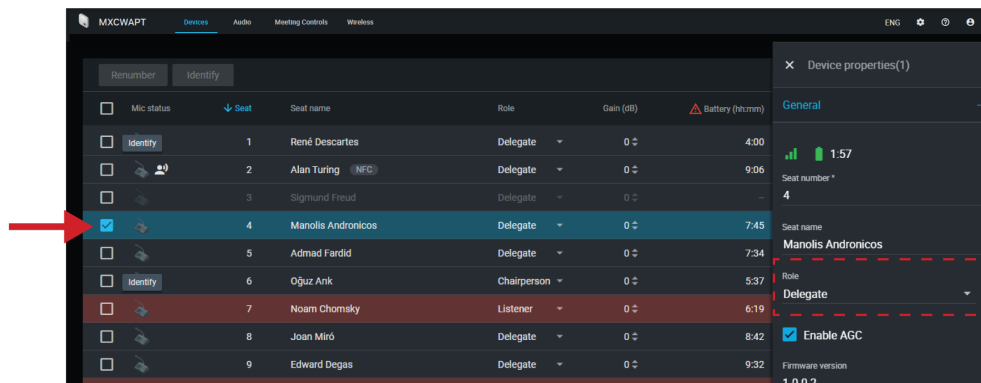 MXCWAPT Devices Audio Meeting Controls Wireless ENG
Renumber Identify
Mic status Seat Seat name Role Gain (dB) Battery (hh:mm)
Identify 1 René Descartes Delegate 0 4:00
2 Alan Turing NFC Delegate 0 9:06
3 Sigmund Freud Delegate 0 –
4 Manolis Andronicos Delegate 0 7:45
5 Admad Fardid Delegate 0 7:34
Identify 6 Oğuz Ank Chairperson 0 5:37
7 Noam Chomsky Listener 0 6:19
8 Joan Miró Delegate 0 8:42
9 Edward Degas Delegate 0 9:32
Device properties(1)
General
1:57
Seat number *
4
Seat name
Manolis Andronicos
Role
Delegate
Enable AGC
Firmware version
1.0.0.2